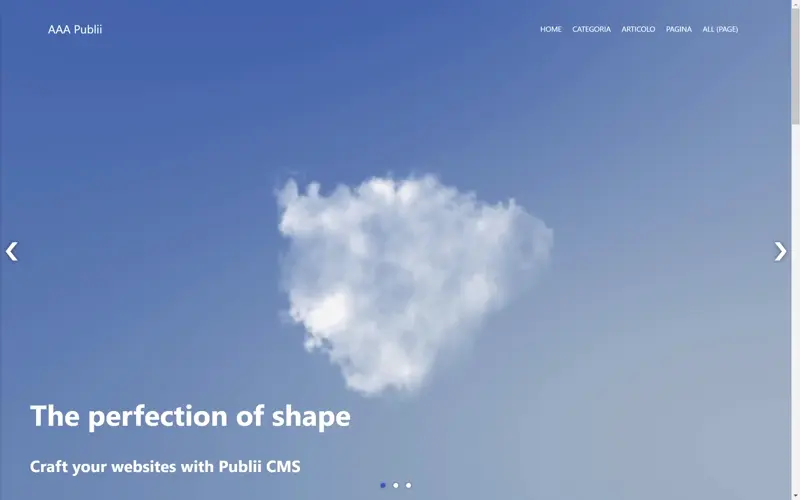 AAA Publii
HOME CATEGORIA ARTICOLO PAGINA ALL (PAGE)
The perfection of shape
Craft your websites with Publii CMS